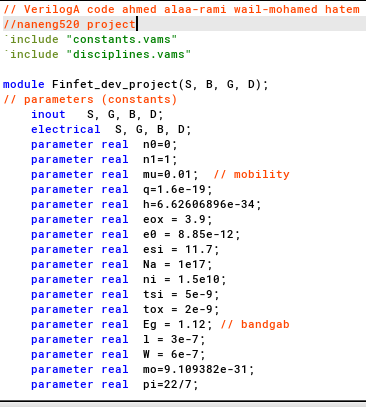 // VerilogA code ahmed alaa-rami wail-mohamed hatem
//naneng520 project
`include "constants.vams"
`include "disciplines.vams"
module Finfet_dev_project(S, B, G, D);
// parameters (constants)
inout S, G, B, D;
electrical S, G, B, D;
parameter real n0=0;
parameter real n1=1;
parameter real mu=0.01; // mobility
parameter real q=1.6e-19;
parameter real h=6.62606896e-34;
parameter real eox = 3.9;
parameter real e0 = 8.85e-12;
parameter real esi = 11.7;
parameter real Na = 1e17;
parameter real ni = 1.5e10;
parameter real tsi = 5e-9;
parameter real tox = 2e-9;
parameter real Eg = 1.12; // bandgab
parameter real l = 3e-7;
parameter real W = 6e-7;
parameter real mo=9.109382e-31;
parameter real pi=22/7;